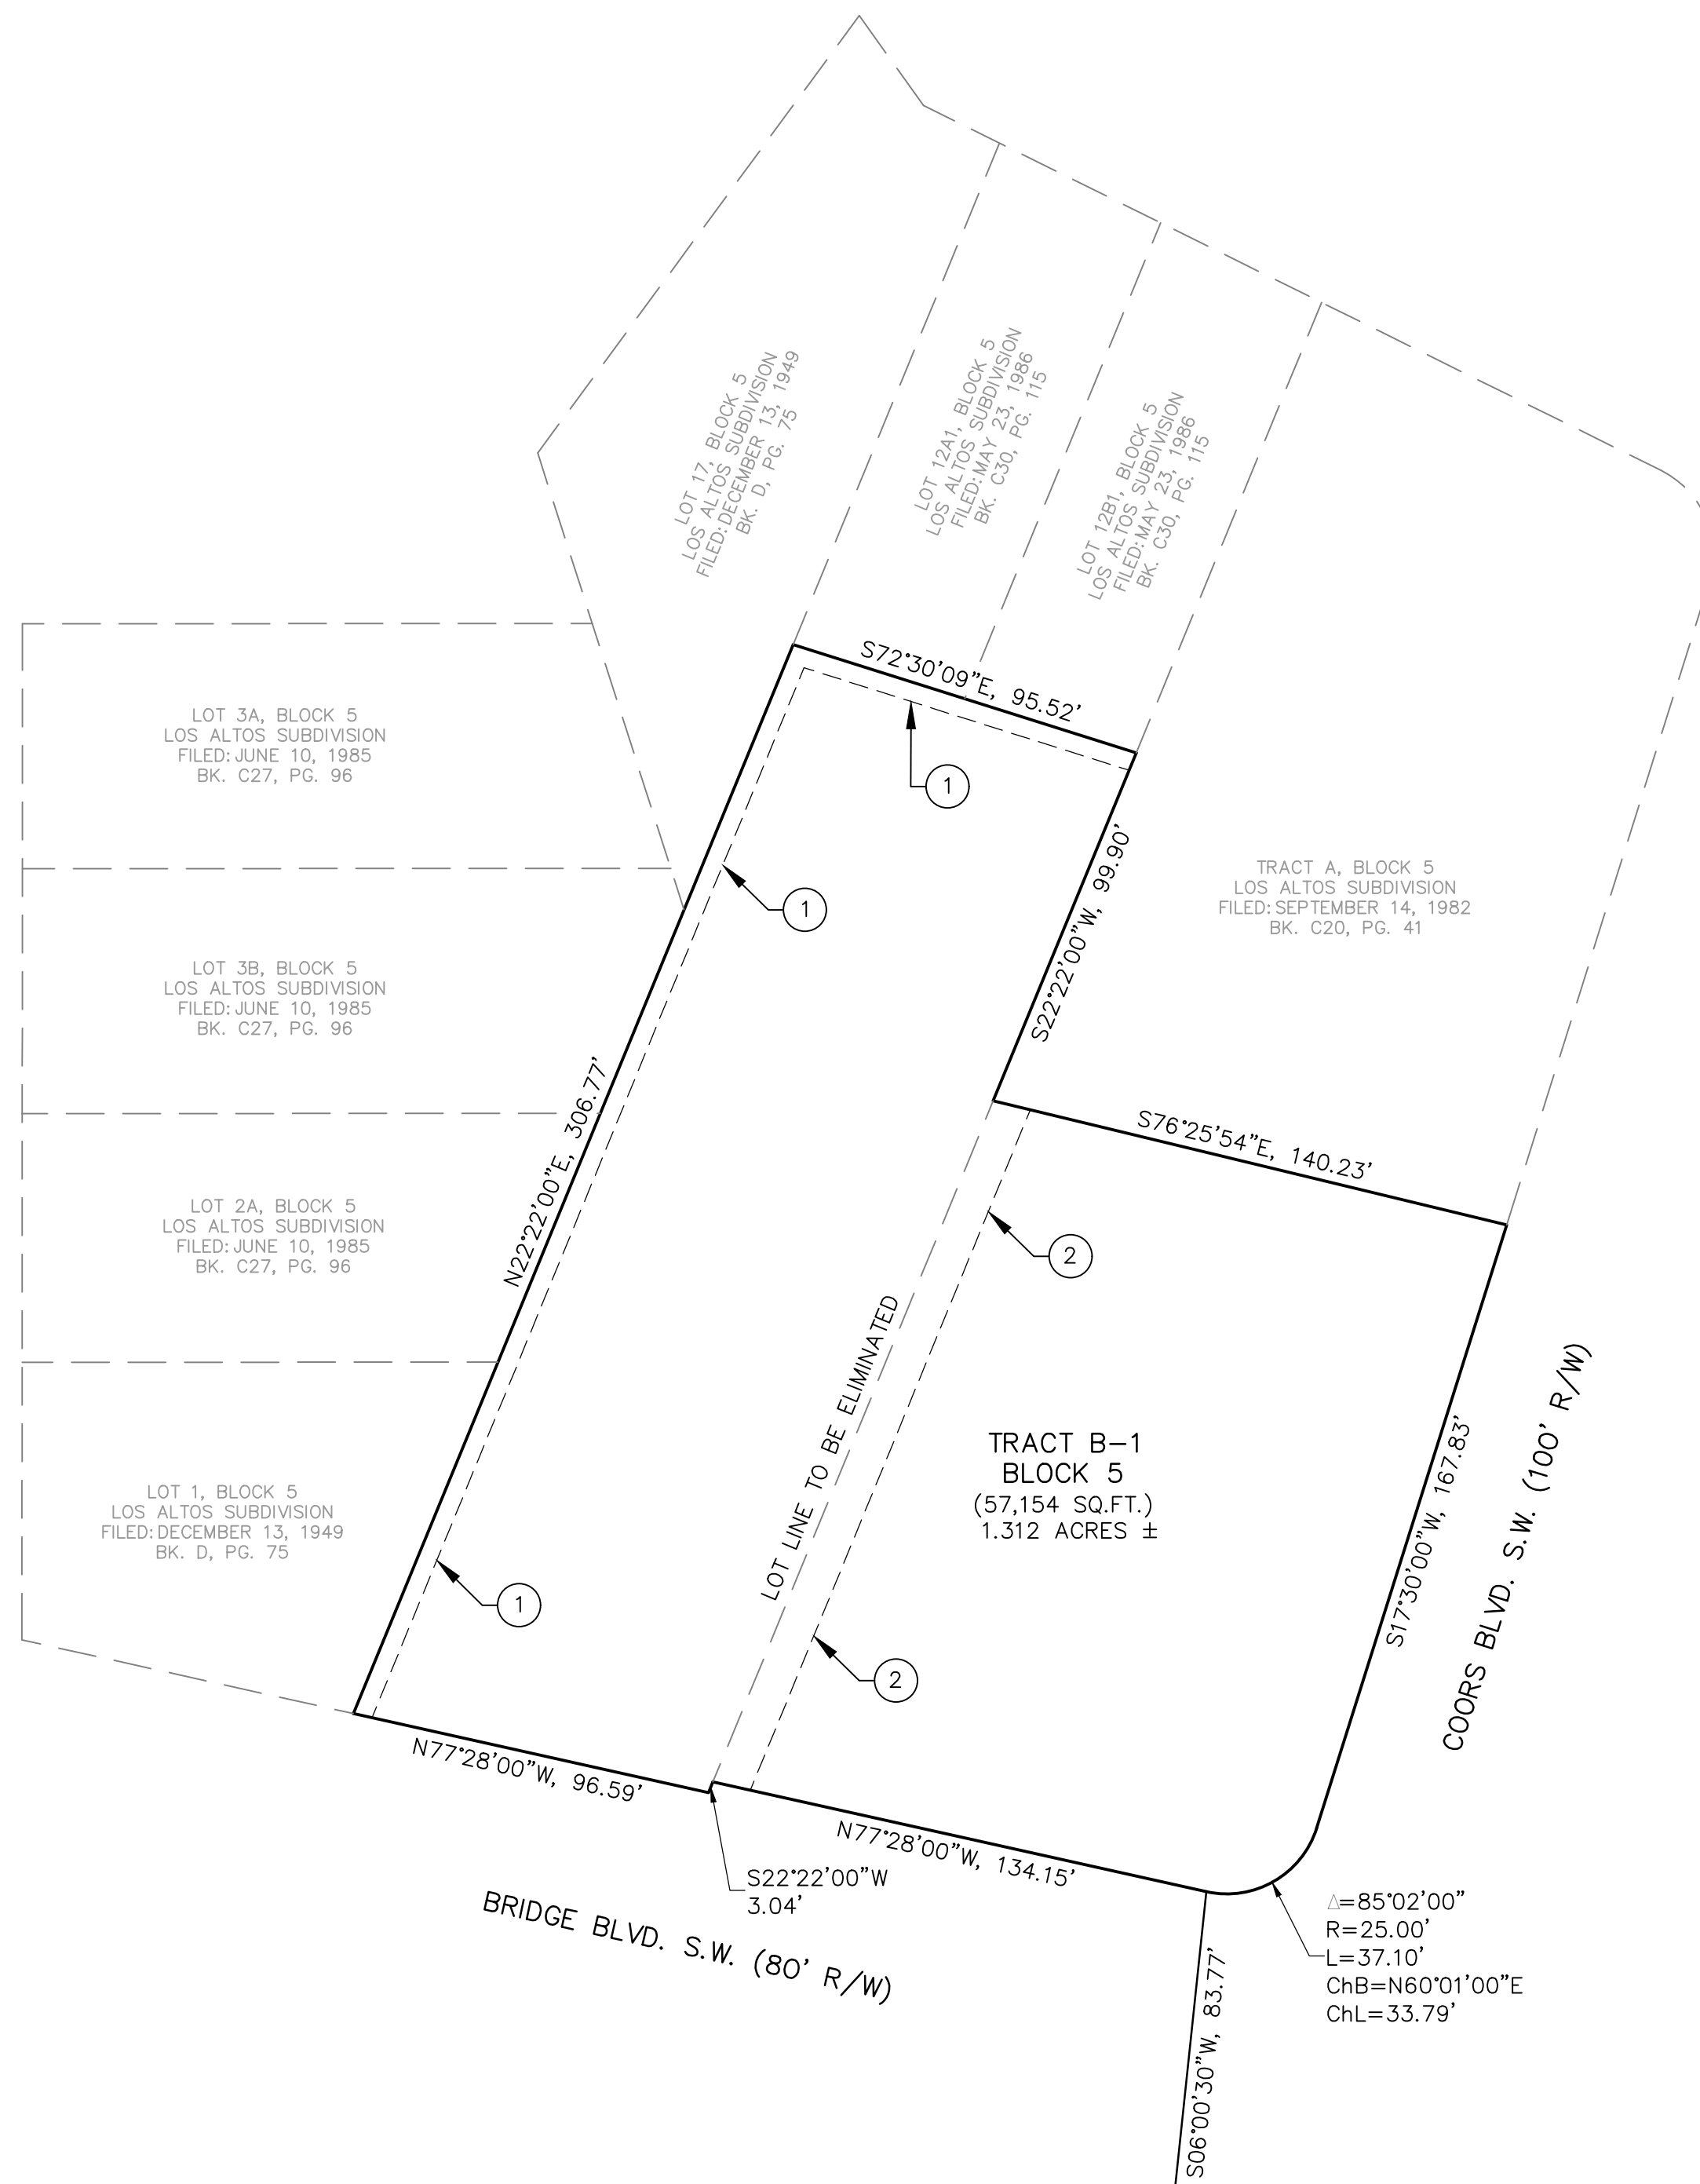 LOT 17, BLOCK 5
LOS ALTOS SUBDIVISION
FILED: DECEMBER 13, 1949
BK. D, PG. 75
LOT 12A1, BLOCK 5
LOS ALTOS SUBDIVISION
FILED: MAY 23, 1986
BK. C30, PG. 115
LOT 12B1, BLOCK 5
LOS ALTOS SUBDIVISION
FILED: MAY 23, 1986
BK. C30, PG. 115
S72°30'09"E, 95.52'
LOT 3A, BLOCK 5
LOS ALTOS SUBDIVISION
FILED: JUNE 10, 1985
BK. C27, PG. 96
1
1
S22°22'00"W, 99.90'
TRACT A, BLOCK 5
LOS ALTOS SUBDIVISION
FILED: SEPTEMBER 14, 1982
BK. C20, PG. 41
LOT 3B, BLOCK 5
LOS ALTOS SUBDIVISION
FILED: JUNE 10, 1985
BK. C27, PG. 96
N22°22'00"E, 306.77'
S76°25'54"E, 140.23'
LOT 2A, BLOCK 5
LOS ALTOS SUBDIVISION
FILED: JUNE 10, 1985
BK. C27, PG. 96
2
LOT LINE TO BE ELIMINATED
TRACT B-1
BLOCK 5
(57,154 SQ.FT.)
1.312 ACRES ±
S17°30'00"W, 167.83'
COORS BLVD. S.W. (100' R/W)
LOT 1, BLOCK 5
LOS ALTOS SUBDIVISION
FILED: DECEMBER 13, 1949
BK. D, PG. 75
1
2
N77°28'00"W, 96.59'
N77°28'00"W, 134.15'
S22°22'00"W
3.04'
BRIDGE BLVD. S.W. (80' R/W)
Δ=85°02'00"
R=25.00'
L=37.10'
ChB=N60°01'00"E
ChL=33.79'
S06°00'30"W, 83.77'